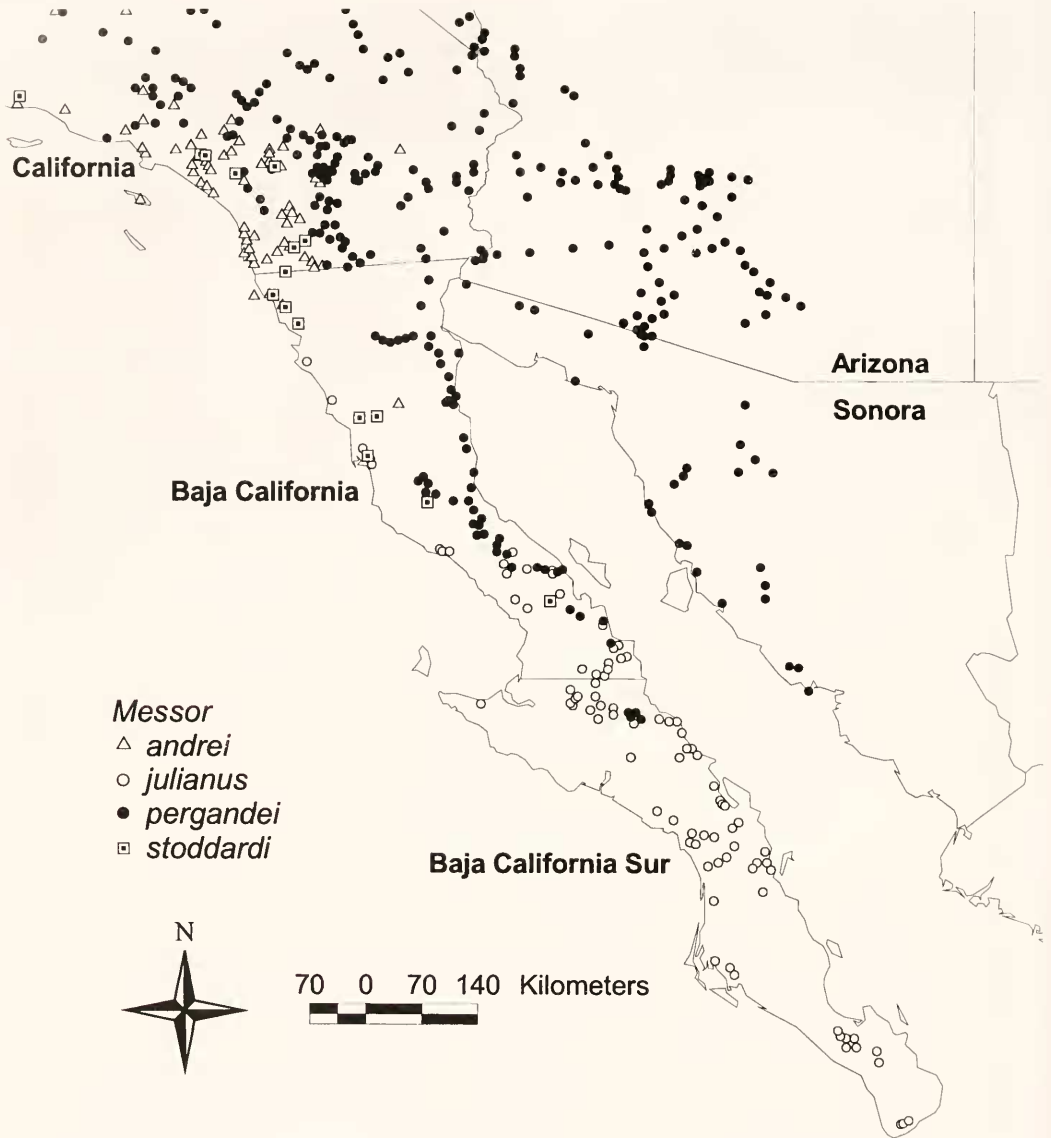 California
Arizona
Sonora
Baja California
Messor
andrei
julianus
pergandei
stoddardi
Baja California Sur
N
70 0 70 140 Kilometers